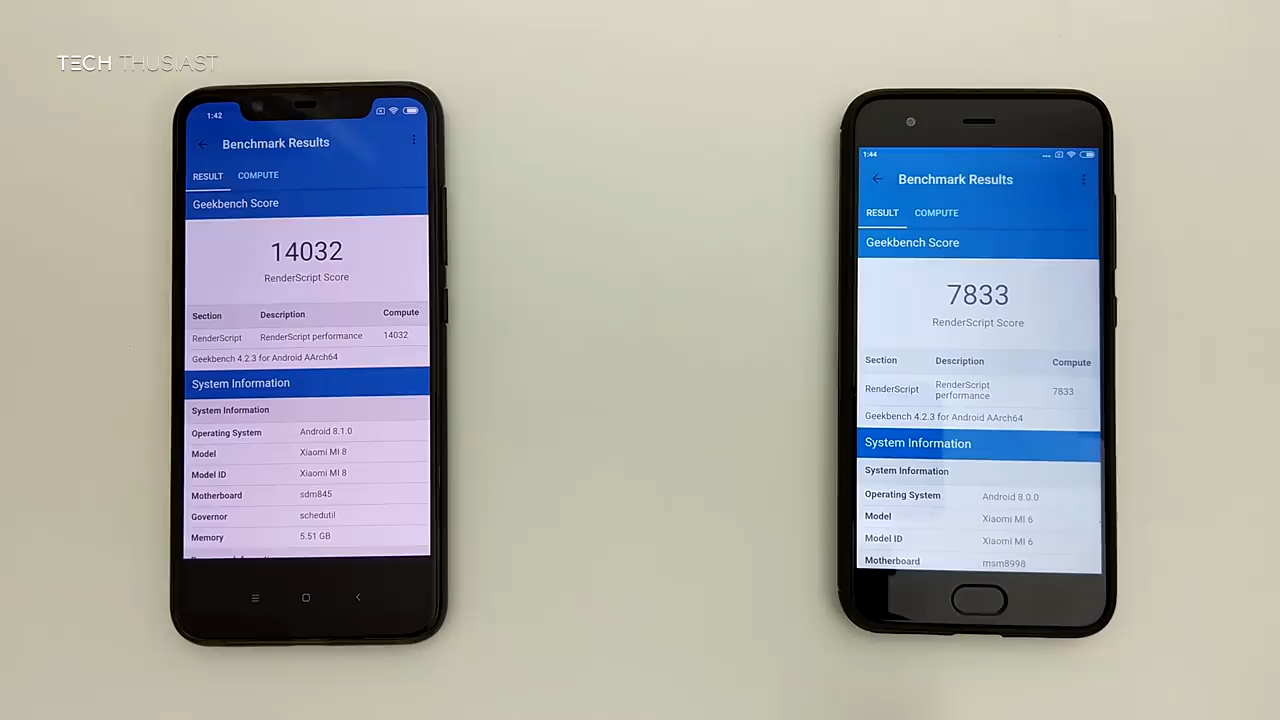 TECH THUSIAST
1:42
Benchmark Results
RESULT COMPUTE
Geekbench Score
14032
RenderScript Score
Section Description Compute
RenderScript RenderScript performance 14032
Geekbench 4.2.3 for Android AArch64
System Information
System Information
Operating System Android 8.1.0
Model Xiaomi MI 8
Model ID Xiaomi MI 8
Motherboard sdm845
Governor schedutil
Memory 5.51 GB
1:44
Benchmark Results
RESULT COMPUTE
Geekbench Score
7833
RenderScript Score
Section Description Compute
RenderScript RenderScript performance 7833
Geekbench 4.2.3 for Android AArch64
System Information
System Information
Operating System Android 8.0.0
Model Xiaomi MI 6
Model ID Xiaomi MI 6
Motherboard msm8998